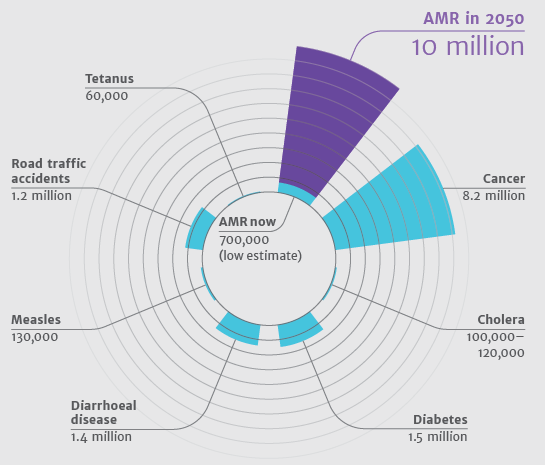 AMR in 2050
10 million
Tetanus
60,000
Road traffic
accidents
1.2 million
Cancer
8.2 million
AMR now
700,000
(low estimate)
Measles
130,000
Cholera
100,000–
120,000
Diarrhoeal
disease
1.4 million
Diabetes
1.5 million